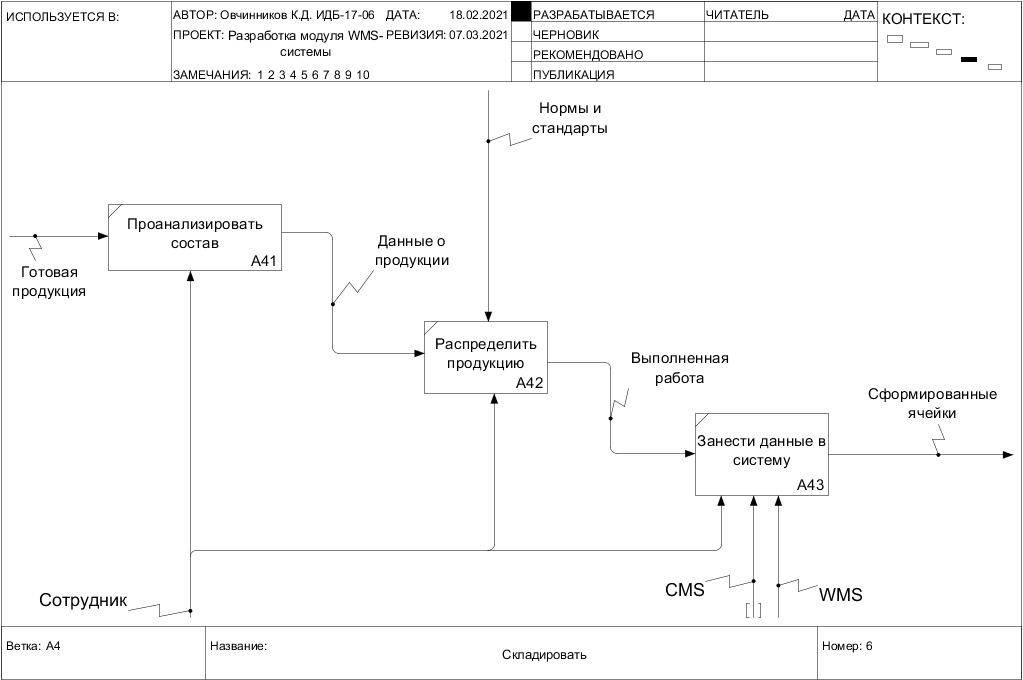 ИСПОЛЬЗУЕТСЯ В:
АВТОР: Овчинников К.Д. ИДБ-17-06 ДАТА: 18.02.2021
ПРОЕКТ: Разработка модуля WMS-системы РЕВИЗИЯ: 07.03.2021
ЗАМЕЧАНИЯ: 1 2 3 4 5 6 7 8 9 10
РАЗРАБАТЫВАЕТСЯ
ЧЕРНОВИК
РЕКОМЕНДОВАНО
ПУБЛИКАЦИЯ
ЧИТАТЕЛЬ ДАТА
КОНТЕКСТ:
Нормы и
стандарты
Проанализировать
состав
A41
Готовая
продукция
Данные о
продукции
Распределить
продукцию
A42
Выполненная
работа
Сформированные
ячейки
Занести данные в
систему
A43
Сотрудник
CMS
WMS
Ветка: A4
Название:
Складировать
Номер: 6